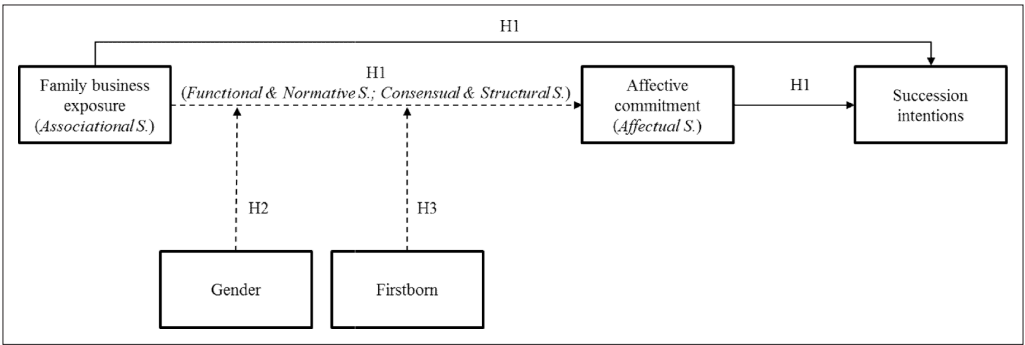 H1
Family business
exposure
(Associational S.)
H1
(Functional & Normative S.; Consensual & Structural S.)
Affective
commitment
(Affectual S.)
H1
Succession
intentions
H2
H3
Gender
Firstborn